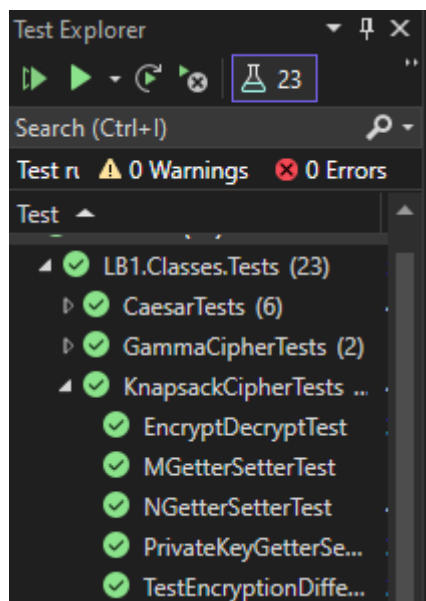 Test Explorer
23
Search (Ctrl+I)
Test ru 0 Warnings 0 Errors
Test
LB1.Classes.Tests (23)
CaesarTests (6)
GammaCipherTests (2)
KnapsackCipherTests ...
EncryptDecryptTest
MGetterSetterTest
NGetterSetterTest
PrivateKeyGetterSe...
TestEncryptionDiffe...